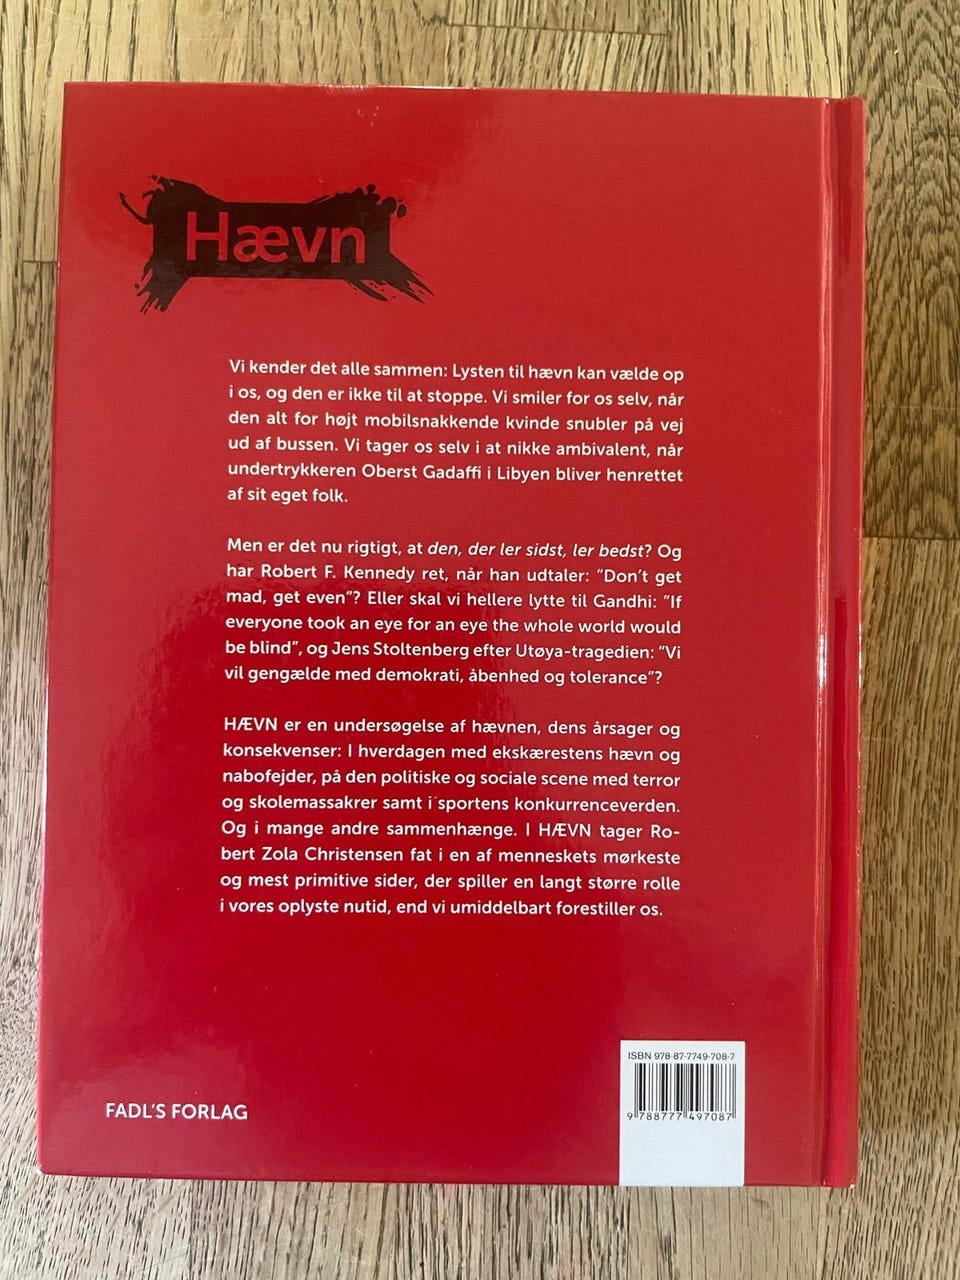 Hævn
Vi kender det alle sammen: Lysten til hævn kan vælde op
i os, og den er ikke til at stoppe. Vi smiler for os selv, når
den alt for højt mobilsnakkende kvinde snubler på vej
ud af bussen. Vi tager os selv i at nikke ambivalent, når
undertrykkeren Oberst Gadaffi i Libyen bliver henrettet
af sit eget folk.
Men er det nu rigtigt, at den, der ler sidst, ler bedst? Og
har Robert F. Kennedy ret, når han udtaler: ”Don’t get
mad, get even”? Eller skal vi hellere lytte til Gandhi: ”If
everyone took an eye for an eye the whole world would
be blind”, og Jens Stoltenberg efter Utøya-tragedien: ”Vi
vil gengælde med demokrati, åbenhed og tolerance”?
HÆVN er en undersøgelse af hævnen, dens årsager og
konsekvenser: I hverdagen med ekskærestens hævn og
nabofejder, på den politiske og sociale scene med terror
og skolemassakrer samt i sportens konkurrenceverden.
Og i mange andre sammenhænge. I HÆVN tager Ro-
bert Zola Christensen fat i en af menneskets mørkeste
og mest primitive sider, der spiller en langt større rolle
i vores oplyste nutid, end vi umiddelbart forestiller os.
ISBN 978-87-7749-708-7
9 788777 497087
FADL’S FORLAG